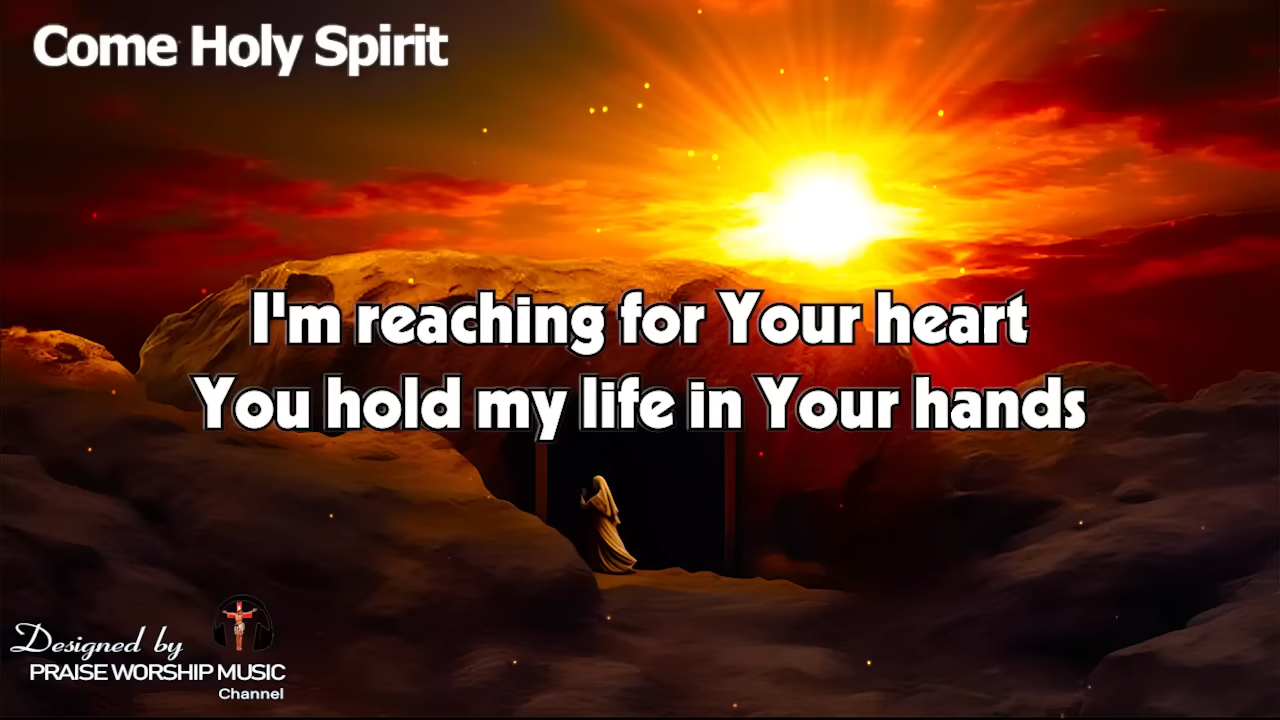 Come Holy Spirit
I'm reaching for Your heart
You hold my life in Your hands
Designed by
PRAISE WORSHIP MUSIC
Channel